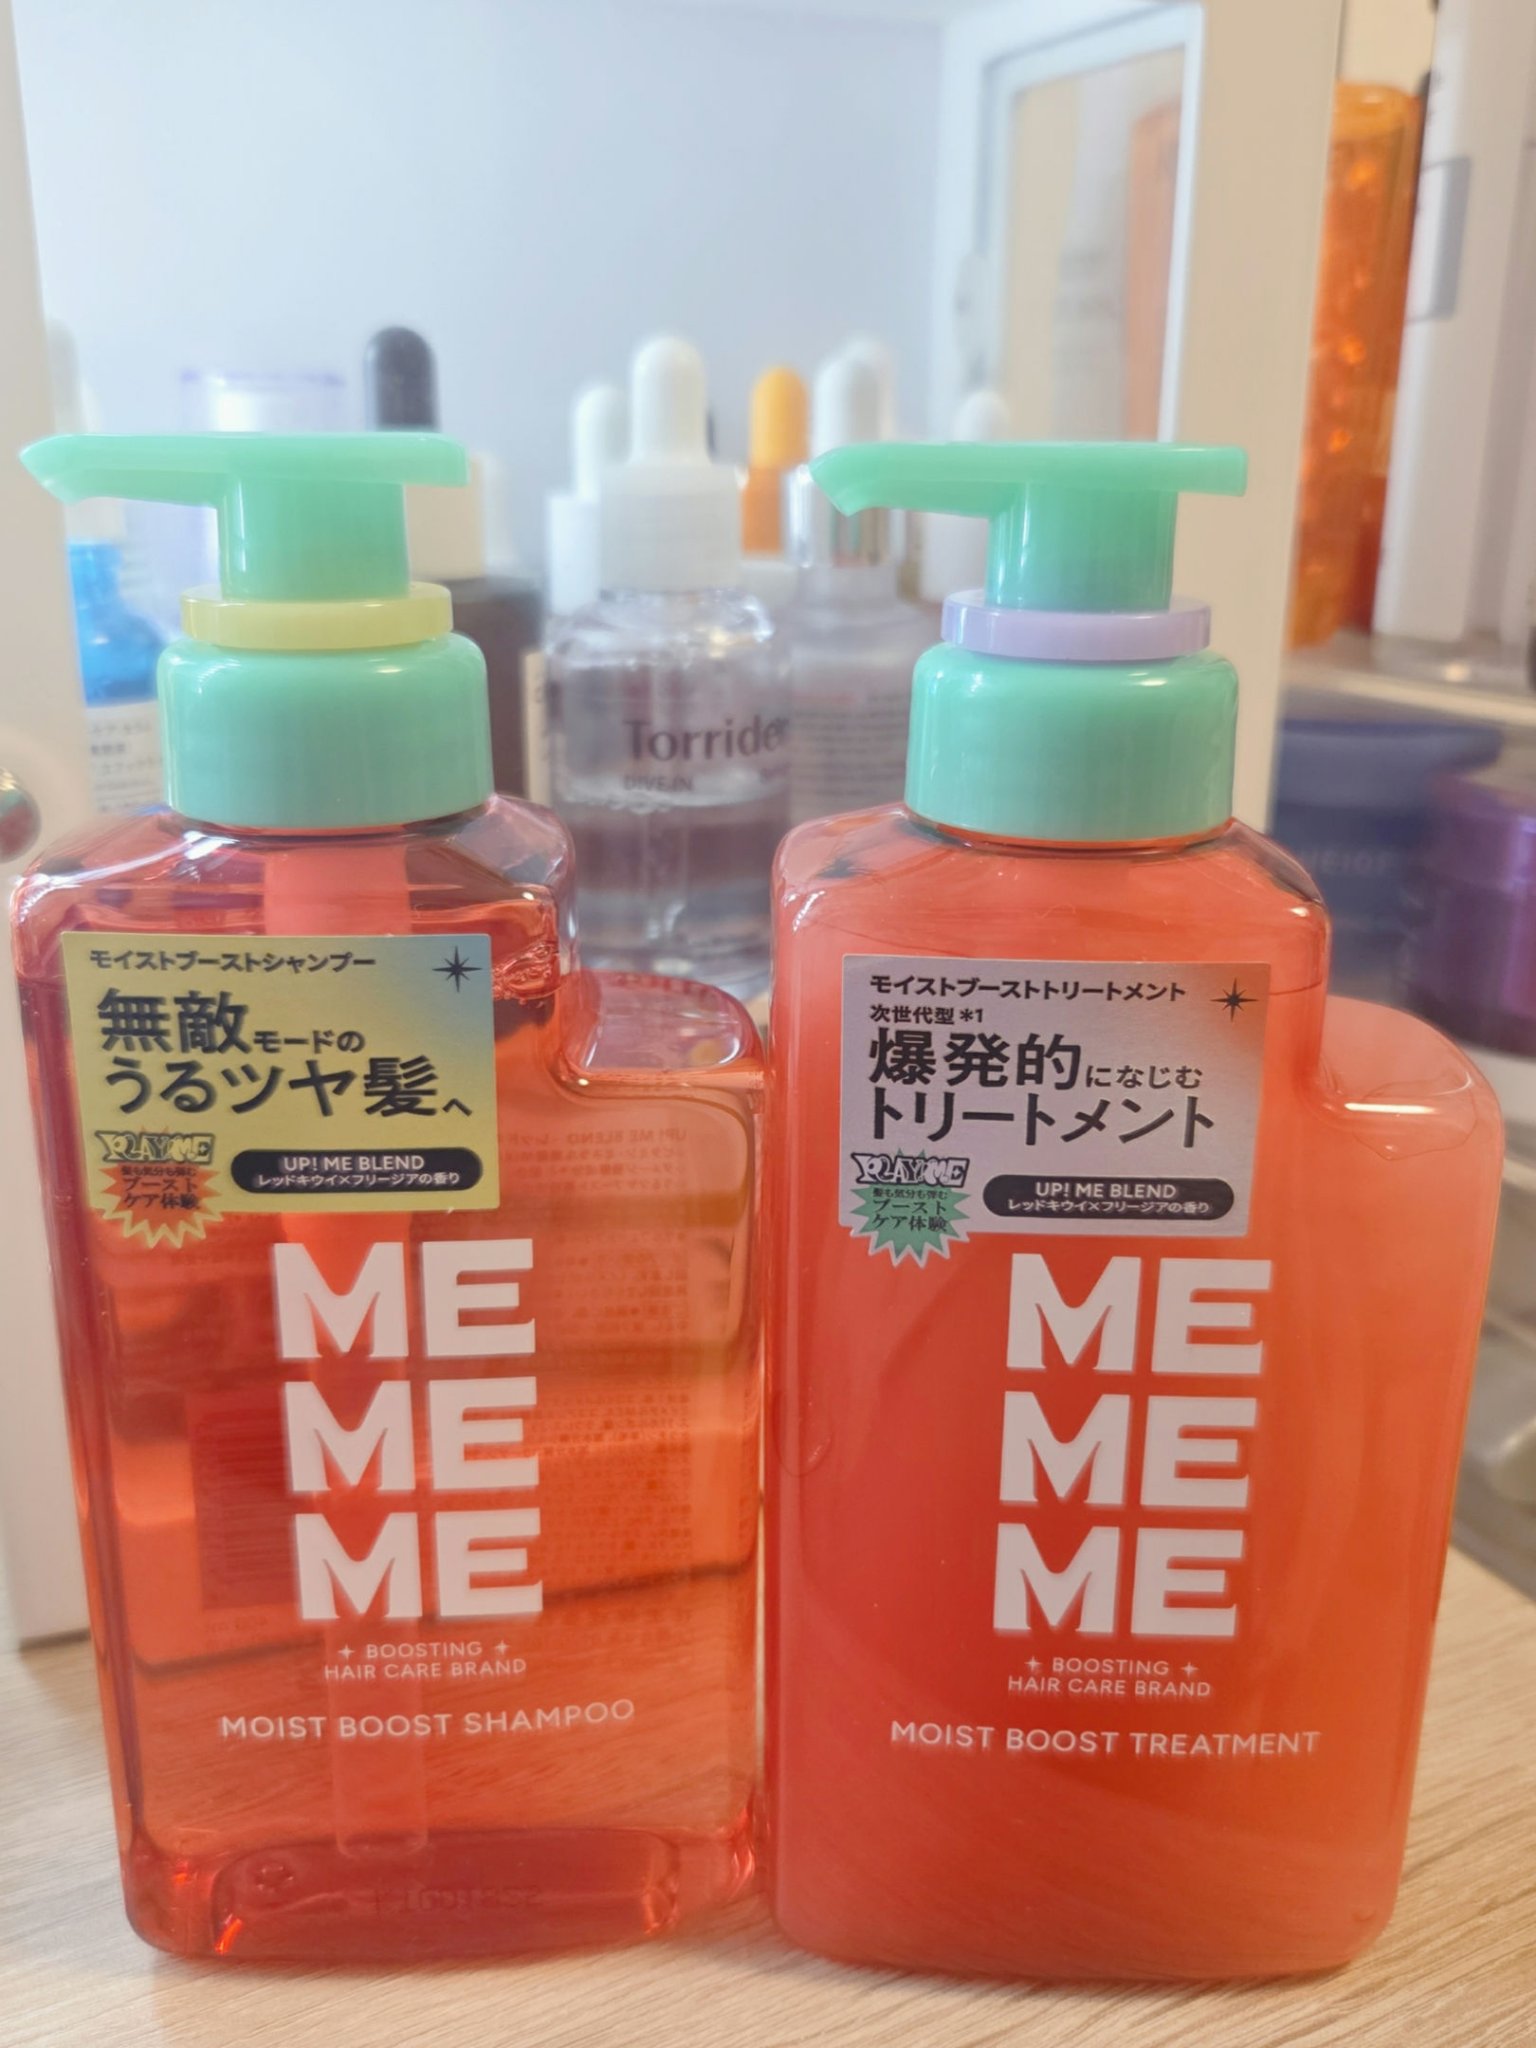 Torriden
DIVE-IN
モイストブーストシャンプー
無敵モードの
うるツヤ髪へ
PLAY ME
髪も気分も弾む
ブースト
ケア体験
UP! ME BLEND
レッドキウイ×フリージアの香り
ME
ME
ME
BOOSTING
HAIR CARE BRAND
MOIST BOOST SHAMPOO
モイストブーストトリートメント
次世代型*1
爆発的になじむ
トリートメント
PLAY ME
髪も気分も弾む
ブースト
ケア体験
UP! ME BLEND
レッドキウイ×フリージアの香り
ME
ME
ME
BOOSTING
HAIR CARE BRAND
MOIST BOOST TREATMENT